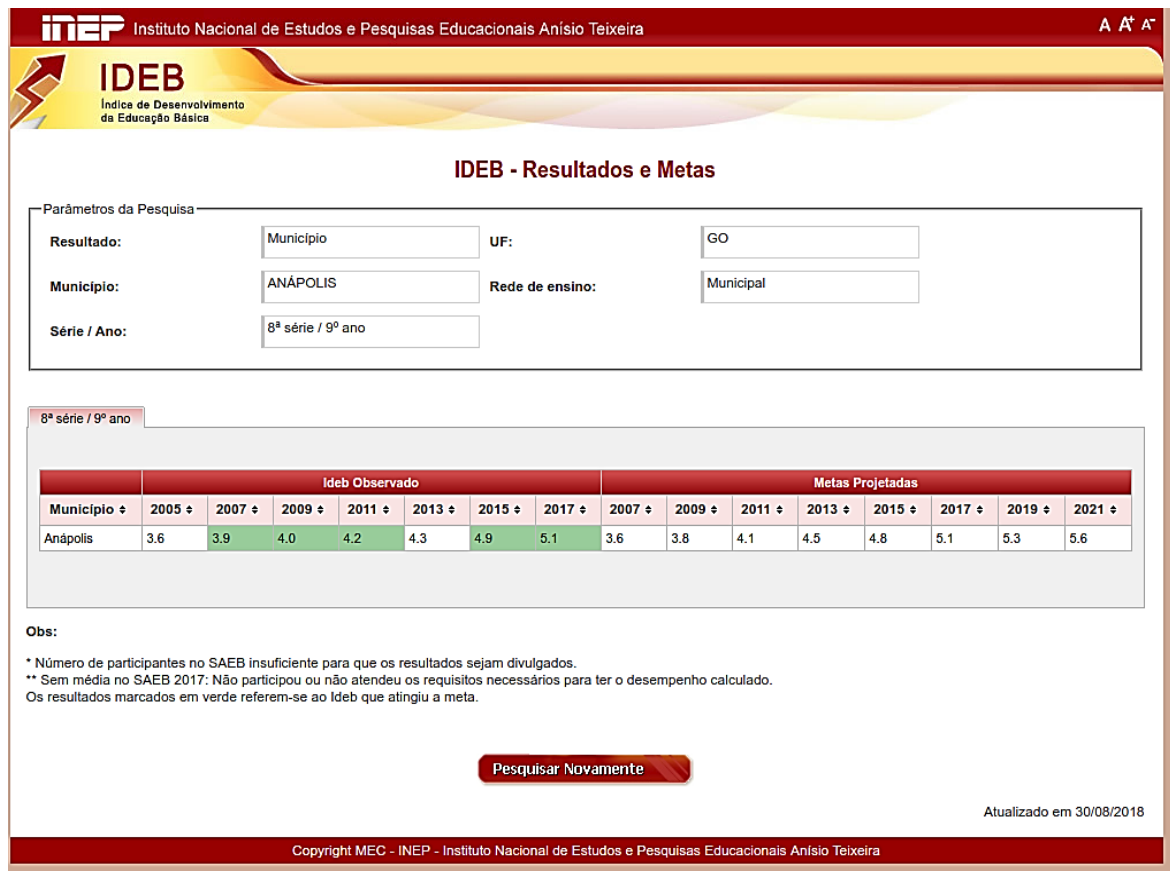 INEP Instituto Nacional de Estudos e Pesquisas Educacionais Anísio Teixeira A A+ A-
IDEB
Índice de Desenvolvimento
da Educação Básica
IDEB - Resultados e Metas
Parâmetros da Pesquisa
Resultado: Município UF: GO
Município: ANÁPOLIS Rede de ensino: Municipal
Série / Ano: 8ª série / 9º ano
8ª série / 9º ano
Ideb Observado Metas Projetadas
Município 2005 2007 2009 2011 2013 2015 2017 2007 2009 2011 2013 2015 2017 2019 2021
Anápolis 3.6 3.9 4.0 4.2 4.3 4.9 5.1 3.6 3.8 4.1 4.5 4.8 5.1 5.3 5.6
Obs:
* Número de participantes no SAEB insuficiente para que os resultados sejam divulgados.
** Sem média no SAEB 2017: Não participou ou não atendeu os requisitos necessários para ter o desempenho calculado.
Os resultados marcados em verde referem-se ao Ideb que atingiu a meta.
Pesquisar Novamente
Atualizado em 30/08/2018
Copyright MEC - INEP - Instituto Nacional de Estudos e Pesquisas Educacionais Anísio Teixeira